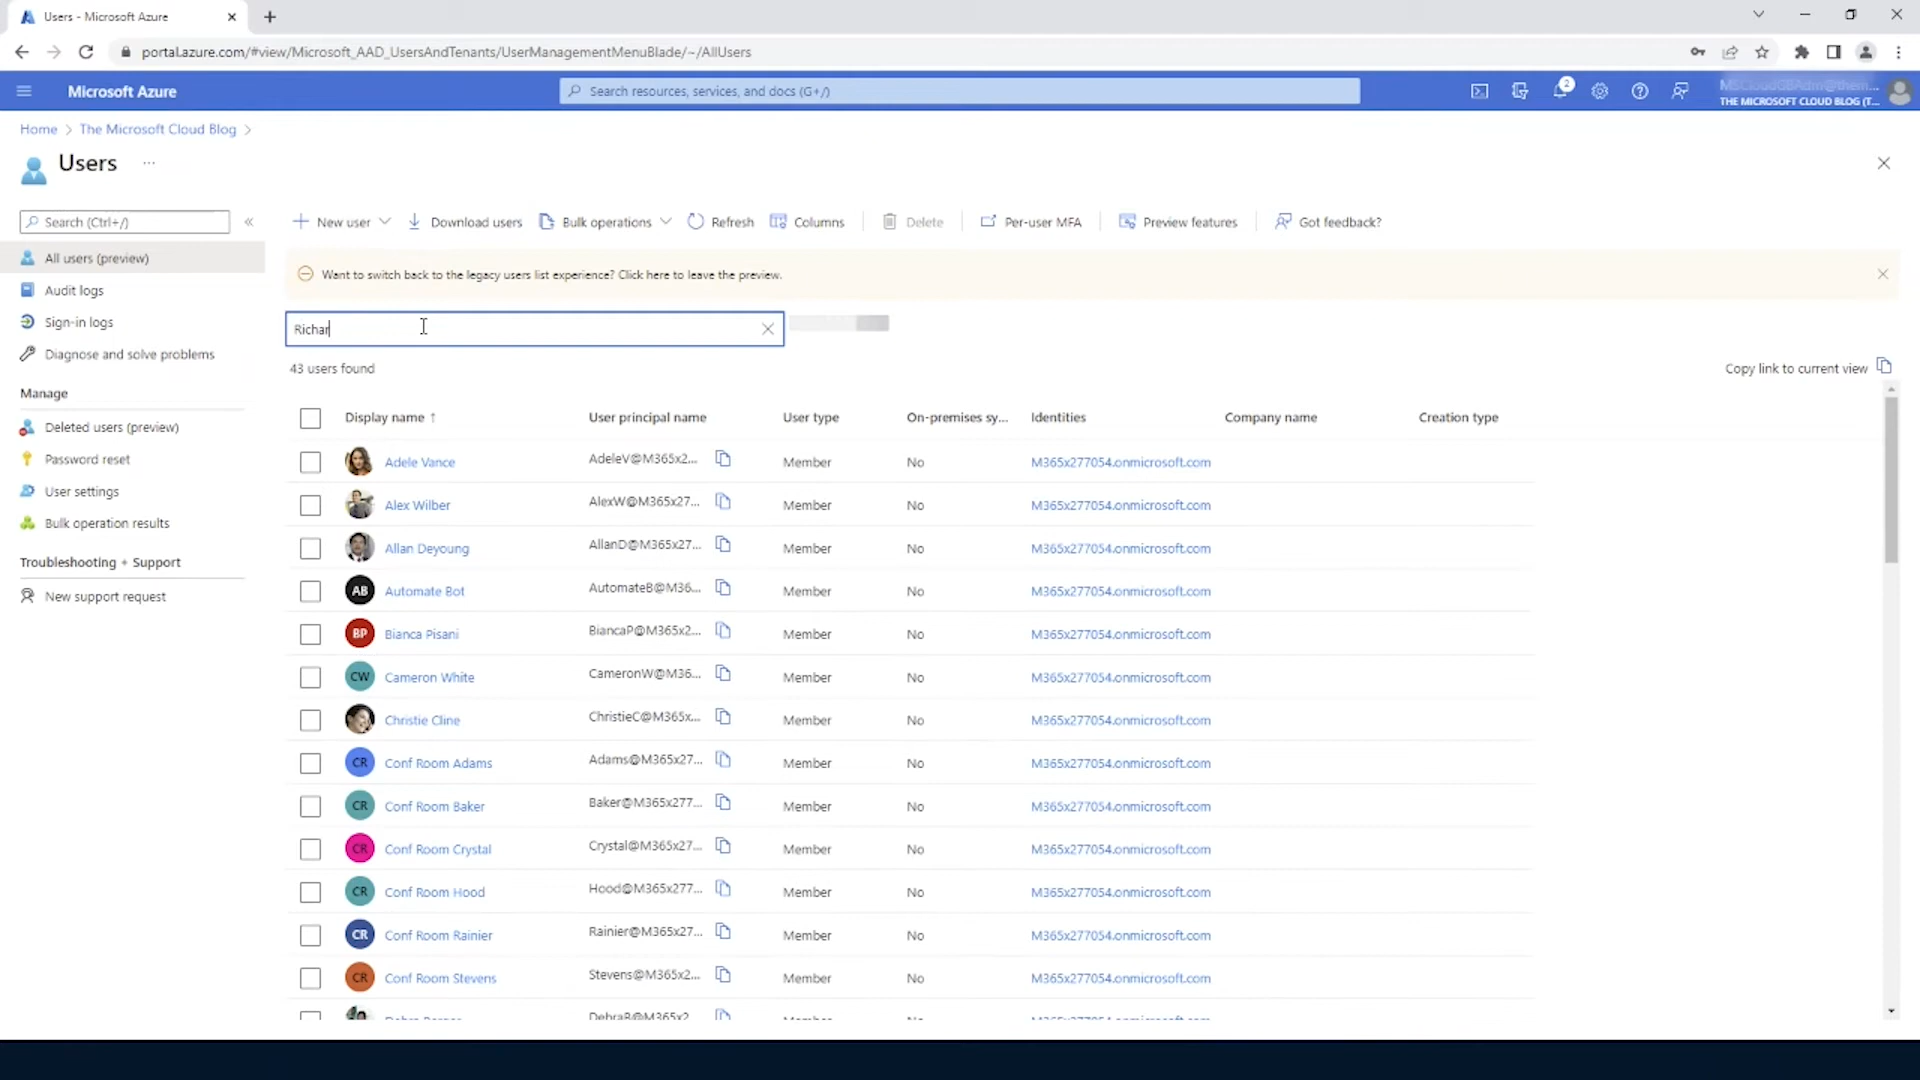 Users - Microsoft Azure
portal.azure.com/#view/Microsoft_AAD_UsersAndTenants/UserManagementMenuBlade/~/AllUsers
Microsoft Azure
Search resources, services, and docs (G+/)
2
MSCloudGBAdm@them...
THE MICROSOFT CLOUD BLOG (T...
Home > The Microsoft Cloud Blog >
Users ...
Search (Ctrl+/) «
New user Download users Bulk operations Refresh Columns Delete Per-user MFA Preview features Got feedback?
All users (preview)
Audit logs
Sign-in logs
Diagnose and solve problems
Manage
Deleted users (preview)
Password reset
User settings
Bulk operation results
Troubleshooting + Support
New support request
Want to switch back to the legacy users list experience? Click here to leave the preview.
Richar
43 users found
Copy link to current view
Display name ↑ User principal name User type On-premises sy... Identities Company name Creation type
Adele Vance AdeleV@M365x2... Member No M365x277054.onmicrosoft.com
Alex Wilber AlexW@M365x27... Member No M365x277054.onmicrosoft.com
Allan Deyoung AllanD@M365x27... Member No M365x277054.onmicrosoft.com
AB Automate Bot AutomateB@M36... Member No M365x277054.onmicrosoft.com
BP Bianca Pisani BiancaP@M365x2... Member No M365x277054.onmicrosoft.com
CW Cameron White CameronW@M36... Member No M365x277054.onmicrosoft.com
Christie Cline ChristieC@M365x... Member No M365x277054.onmicrosoft.com
CR Conf Room Adams Adams@M365x27... Member No M365x277054.onmicrosoft.com
CR Conf Room Baker Baker@M365x277... Member No M365x277054.onmicrosoft.com
CR Conf Room Crystal Crystal@M365x27... Member No M365x277054.onmicrosoft.com
CR Conf Room Hood Hood@M365x277... Member No M365x277054.onmicrosoft.com
CR Conf Room Rainier Rainier@M365x27... Member No M365x277054.onmicrosoft.com
CR Conf Room Stevens Stevens@M365x2... Member No M365x277054.onmicrosoft.com
DebraB@M365x2... Member No M365x277054.onmicrosoft.com